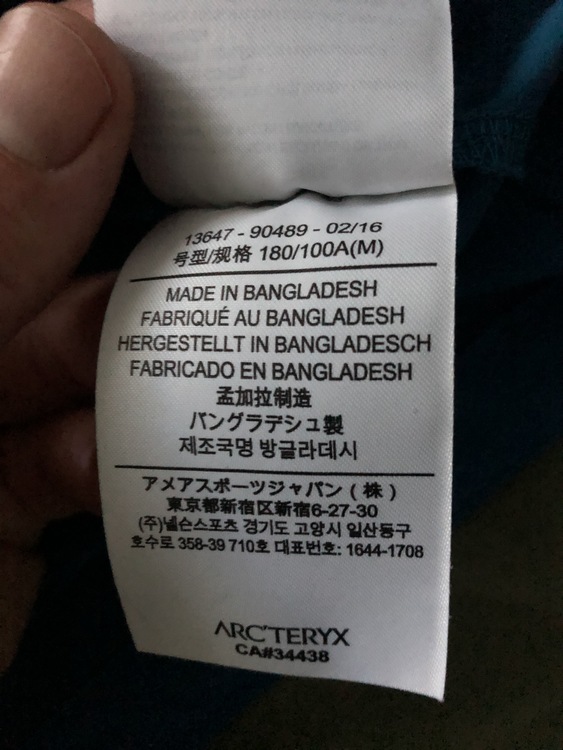 13647 - 90489 - 02/16
号型/规格 180/100A(M)
MADE IN BANGLADESH
FABRIQUÉ AU BANGLADESH
HERGESTELLT IN BANGLADESCH
FABRICADO EN BANGLADESH
孟加拉制造
バングラデシュ製
제조국명 방글라데시
アメアスポーツジャパン（株）
東京都新宿区新宿6-27-30
(주)넬슨스포츠 경기도 고양시 일산동구
호수로 358-39 710호 대표번호: 1644-1708
ARC'TERYX
CA#34438